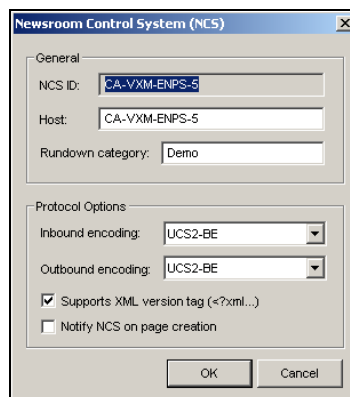 Newsroom Control System (NCS)
General
NCS ID: CA-VXM-ENPS-5
Host: CA-VXM-ENPS-5
Rundown category: Demo
Protocol Options
Inbound encoding: UCS2-BE
Outbound encoding: UCS2-BE
Supports XML version tag (<?xml...)
Notify NCS on page creation
OK Cancel